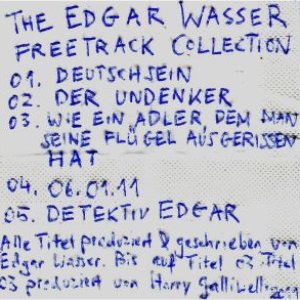 THE EDGAR WASSER
FREETRACK COLLECTION
01. DEUTSCHSEIN
02. DER UNDENKER
03. WIE EIN ADLER DEM MAN
SEINE FLÜGEL AUSGERISSEN
HAT
04. 06.01.11
05. DETEKTIV EDGAR
Alle Titel produziert & geschrieben von
Edgar Wasser. Bis auf Titel 03. Titel
03 produziert von Harry